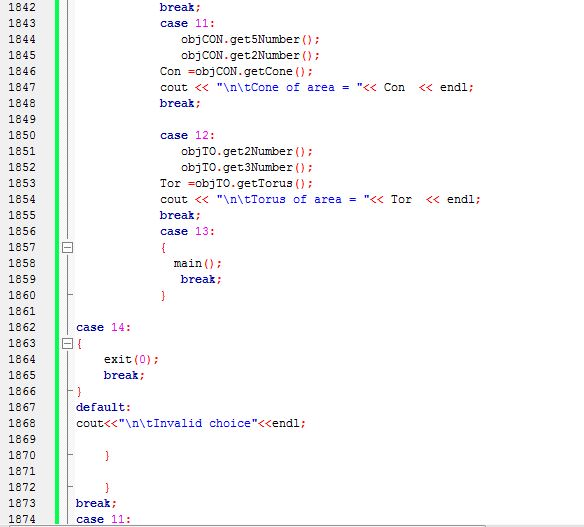 1842 break;
1843 case 11:
1844 objCON.get5Number();
1845 objCON.get2Number();
1846 Con =objCON.getCone();
1847 cout << "\n\tCone of area = "<< Con  << endl;
1848 break;
1849
1850 case 12:
1851 objTO.get2Number();
1852 objTO.get3Number();
1853 Tor =objTO.getTorus();
1854 cout << "\n\tTorus of area = "<< Tor  << endl;
1855 break;
1856 case 13:
1857 {
1858 main();
1859 break;
1860 }
1861
1862 case 14:
1863 {
1864 exit(0);
1865 break;
1866 }
1867 default:
1868 cout<<"\n\tInvalid choice"<<endl;
1869
1870 }
1871
1872 }
1873 break;
1874 case 11: